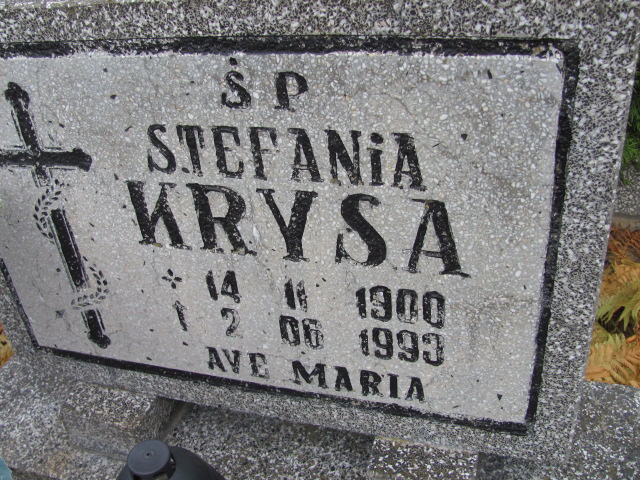 ŚP
STEFANiA
KRYSA
14 11 1900
2 06 1993
AVE MARIA